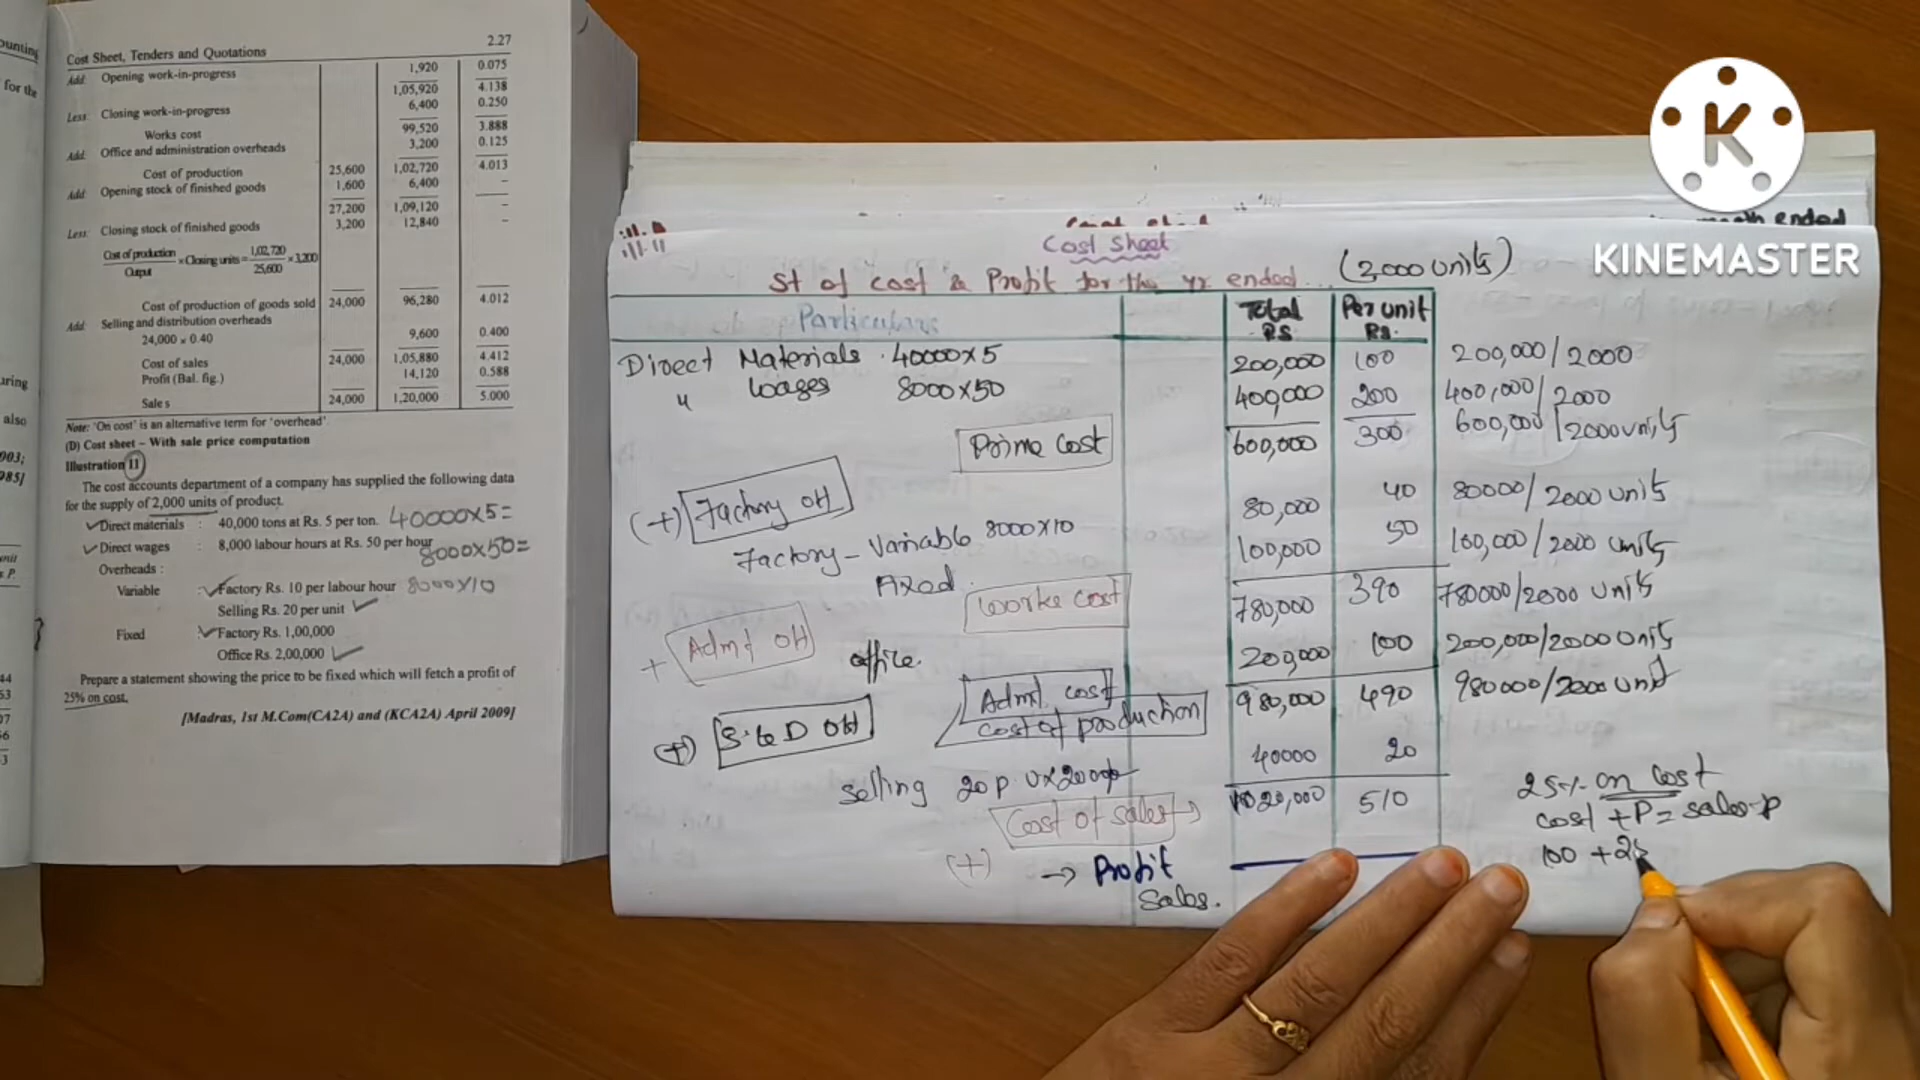 2.27
Cost Sheet, Tenders and Quotations
Add: Opening work-in-progress 1,920 0.075
1,05,920 4.138
Less: Closing work-in-progress 6,400 0.250
99,520 3.888
Works cost
Add: Office and administration overheads 3,200 0.125
Cost of production 25,600 1,02,720 4.013
Add: Opening stock of finished goods 1,600 6,400 –
27,200 1,09,120 –
Less: Closing stock of finished goods 3,200 12,840 –
Cost of production / Output × Closing units = 1,02,720 / 25,600 × 3,200
Cost of production of goods sold 24,000 96,280 4.012
Add: Selling and distribution overheads
24,000 × 0.40 9,600 0.400
Cost of sales 24,000 1,05,880 4.412
Profit (Bal. fig.) 14,120 0.588
Sales 24,000 1,20,000 5.000
Note: 'On cost' is an alternative term for 'overhead'.
(D) Cost sheet – With sale price computation
Illustration 11
The cost accounts department of a company has supplied the following data
for the supply of 2,000 units of product.
Direct materials : 40,000 tons at Rs. 5 per ton. 40000×5=
Direct wages : 8,000 labour hours at Rs. 50 per hour
8000×50=
Overheads :
Variable : Factory Rs. 10 per labour hour 8000×10
Selling Rs. 20 per unit
Fixed : Factory Rs. 1,00,000
Office Rs. 2,00,000
Prepare a statement showing the price to be fixed which will fetch a profit of
25% on cost.
[Madras, 1st M.Com(CA2A) and (KCA2A) April 2009]
for the
also
K
KINEMASTER
ended
Cost Sheet
St of cost & Profit for the yr ended... (2,000 units)
Particulars Total Rs Per unit Rs.
Direct Materials 40000×5 200,000 100 200,000/2000
" Wages 8000×50 400,000 200 400,000/2000
Prime Cost 600,000 300 600,000/2000 units
(+) Factory OH
Factory - Variable 8000×10 80,000 40 80000/2000 units
Fixed 100,000 50 100,000/2000 units
Works cost 780,000 390 780000/2000 units
+ Admt OH office 200,000 100 200,000/2000 units
Admt. cost 980,000 490 980000/2000 unit
Cost of production
(+) S & D OH
Selling 20 p. u×2000 40000 20
Cost of sales → 1020,000 510
(+) → Profit
Sales.
25% on cost
cost + P = sales P
100 + 25